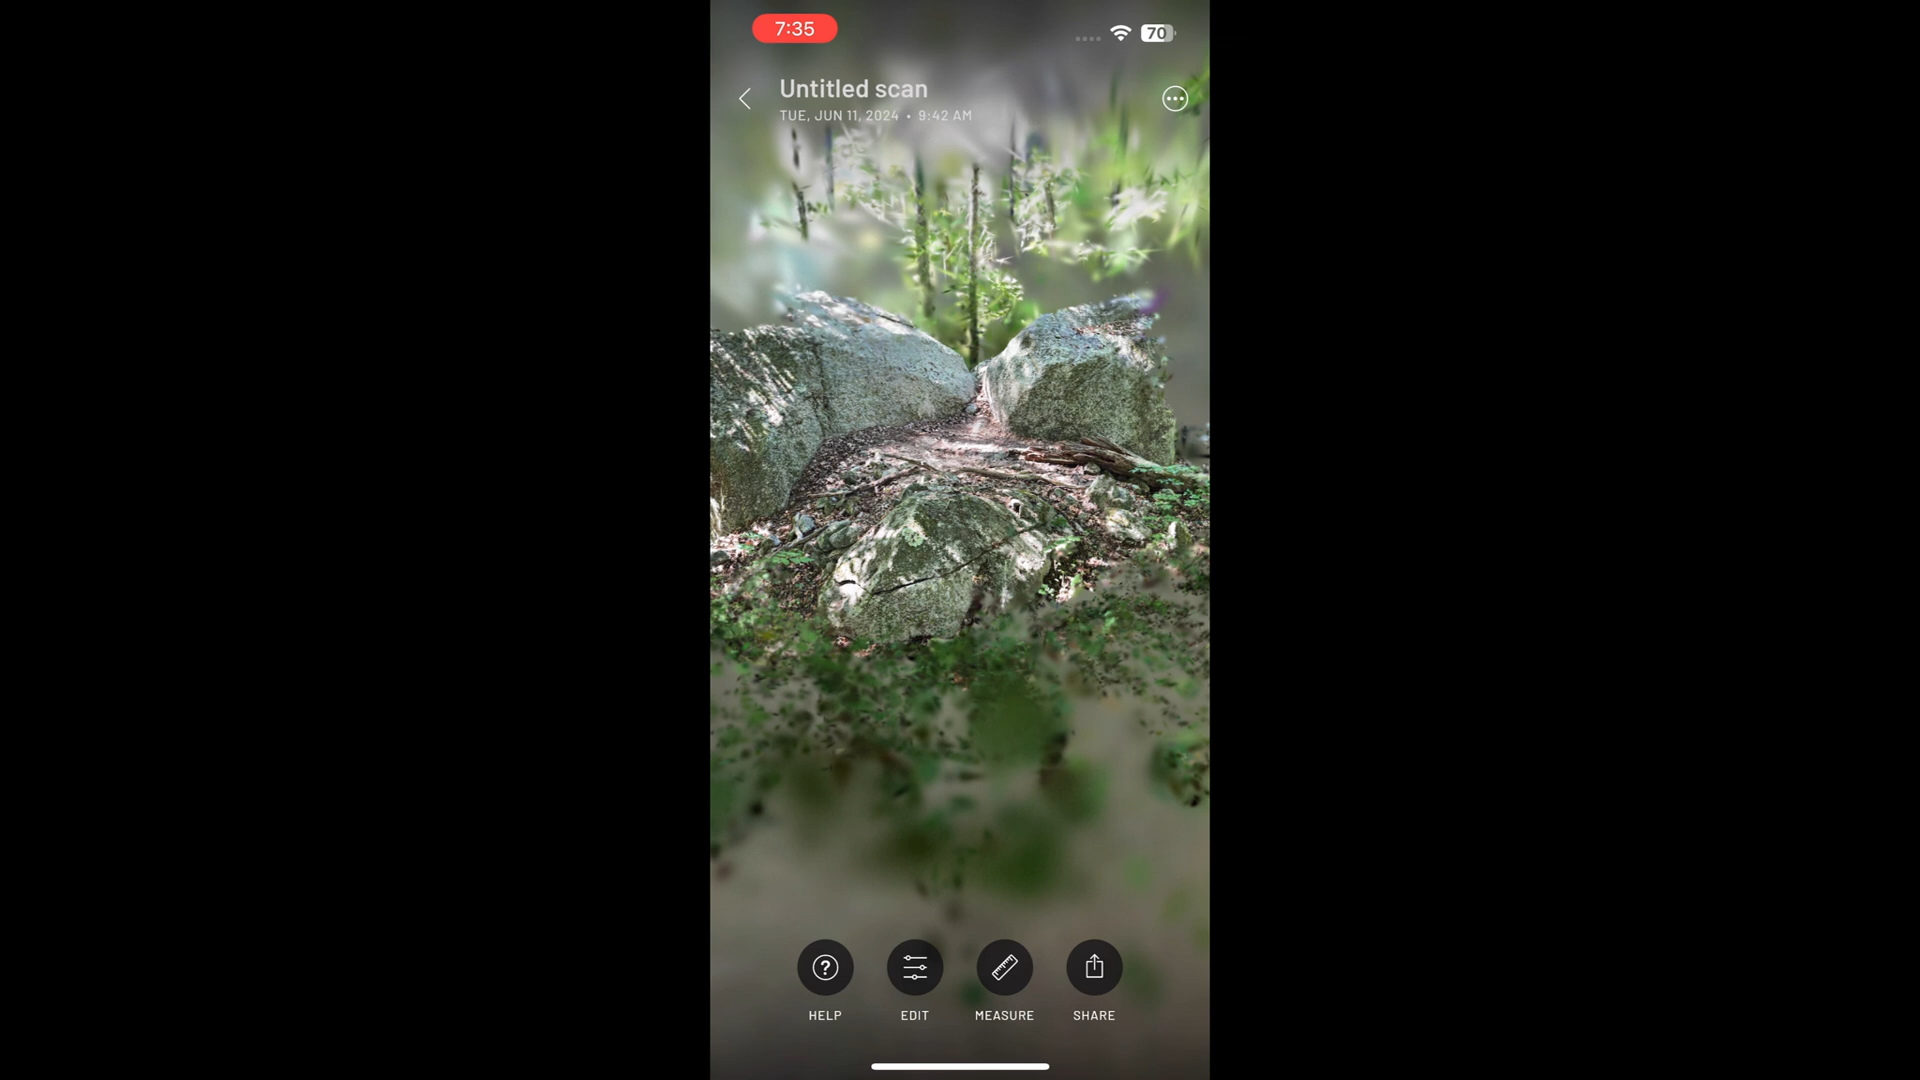 7:35
70
Untitled scan
TUE, JUN 11, 2024 • 9:42 AM
HELP EDIT MEASURE SHARE